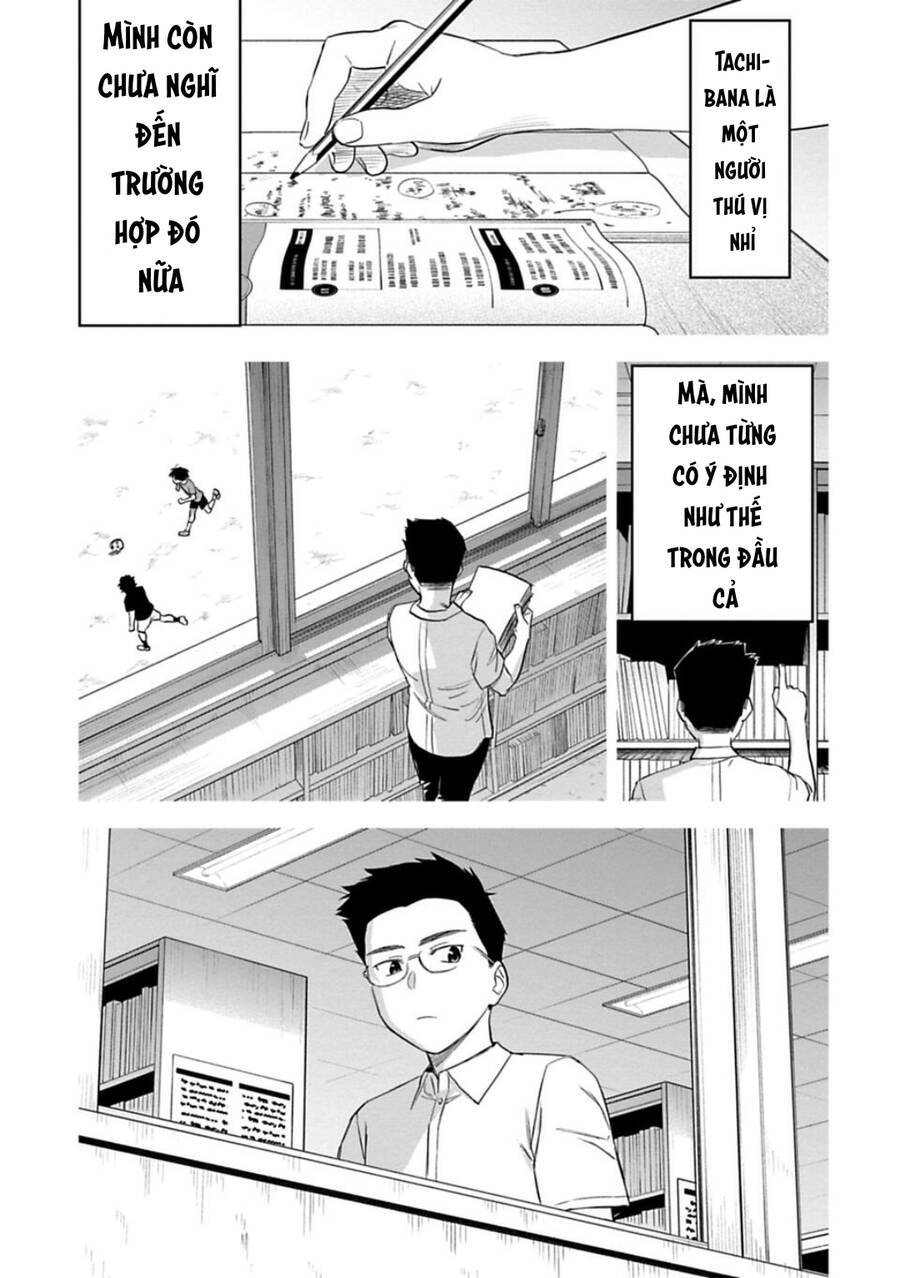 TACHI-
BANA LÀ
MỘT
NGƯỜI
THÚ VỊ
NHỈ
MÌNH CÒN
CHƯA NGHĨ
ĐẾN
TRƯỜNG
HỢP ĐÓ
NỮA
MÀ, MÌNH
CHƯA TỪNG
CÓ Ý ĐỊNH
NHƯ THẾ
TRONG ĐẦU
CẢ